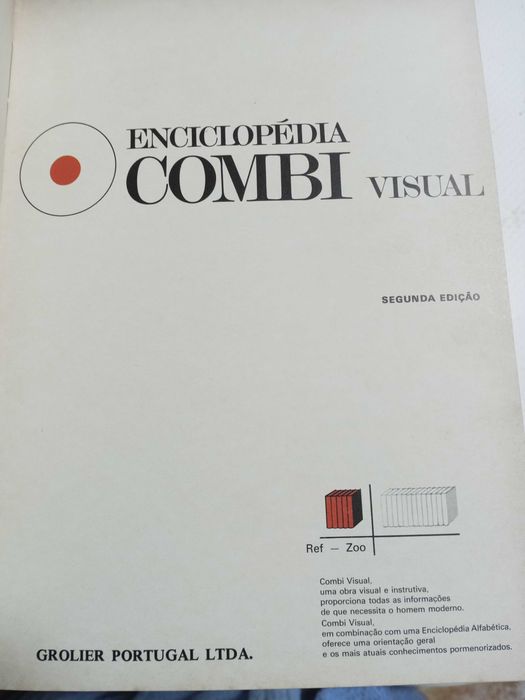 ENCICLOPÉDIA
COMBI VISUAL
SEGUNDA EDIÇÃO
Ref – Zoo
Combi Visual,
uma obra visual e instrutiva,
proporciona todas as informações
de que necessita o homem moderno.
Combi Visual,
em combinação com uma Enciclopédia Alfabética,
oferece uma orientação geral
e os mais atuais conhecimentos pormenorizados.
GROLIER PORTUGAL LTDA.